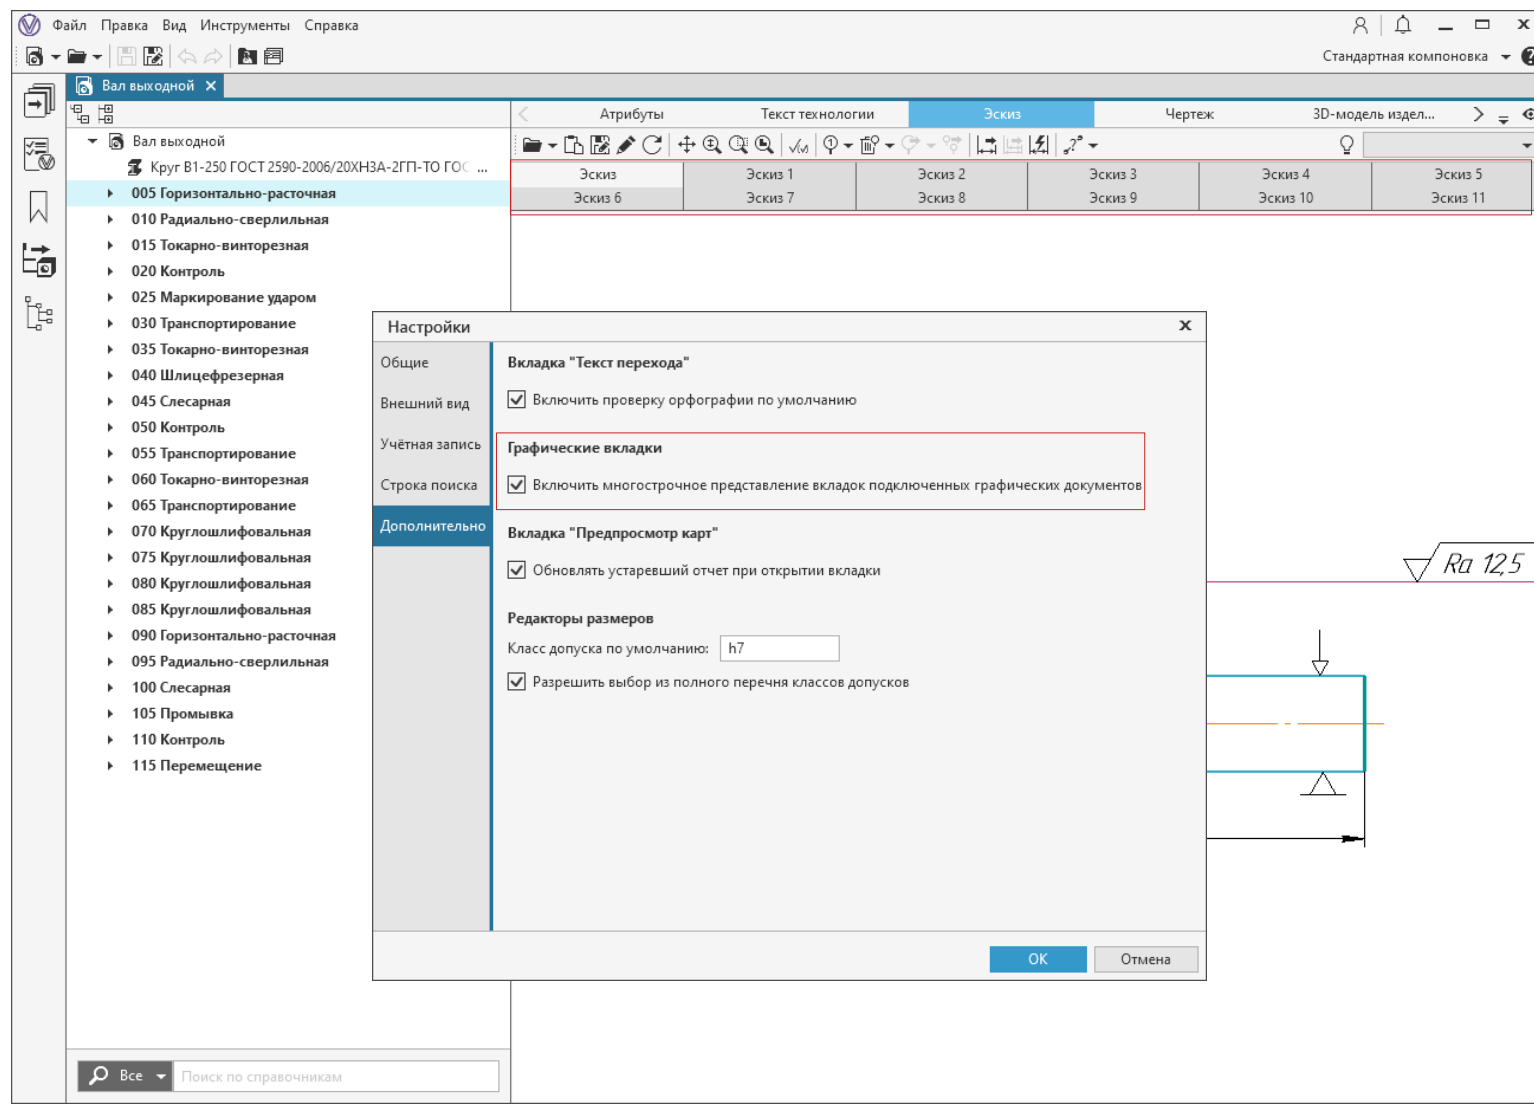 Файл Правка Вид Инструменты Справка
Стандартная компоновка
Вал выходной
Атрибуты Текст технологии Эскиз Чертеж 3D-модель издел...
Вал выходной
Круг В1-250 ГОСТ 2590-2006/20ХН3А-2ГП-ТО ГОС ...
Эскиз Эскиз 1 Эскиз 2 Эскиз 3 Эскиз 4 Эскиз 5
Эскиз 6 Эскиз 7 Эскиз 8 Эскиз 9 Эскиз 10 Эскиз 11
005 Горизонтально-расточная
010 Радиально-сверлильная
015 Токарно-винторезная
020 Контроль
025 Маркирование ударом
030 Транспортирование
035 Токарно-винторезная
040 Шлицефрезерная
045 Слесарная
050 Контроль
055 Транспортирование
060 Токарно-винторезная
065 Транспортирование
070 Круглошлифовальная
075 Круглошлифовальная
080 Круглошлифовальная
085 Круглошлифовальная
090 Горизонтально-расточная
095 Радиально-сверлильная
100 Слесарная
105 Промывка
110 Контроль
115 Перемещение
Настройки
Общие
Внешний вид
Учётная запись
Строка поиска
Дополнительно
Вкладка "Текст перехода"
Включить проверку орфографии по умолчанию
Графические вкладки
Включить многострочное представление вкладок подключенных графических документов
Вкладка "Предпросмотр карт"
Обновлять устаревший отчет при открытии вкладки
Редакторы размеров
Класс допуска по умолчанию: h7
Разрешить выбор из полного перечня классов допусков
ОК Отмена
Ra 12,5
Все Поиск по справочникам